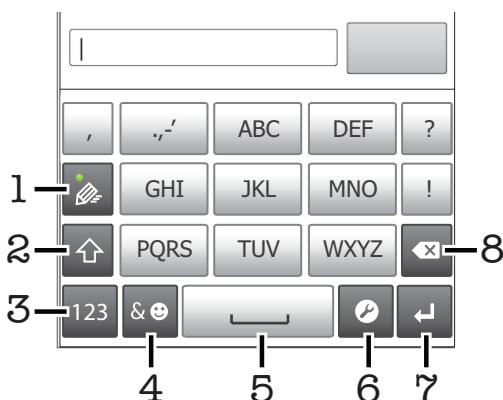 , .,-′ ABC DEF ?
1 GHI JKL MNO !
2 PQRS TUV WXYZ 8
3 123 &
4 5 6 7